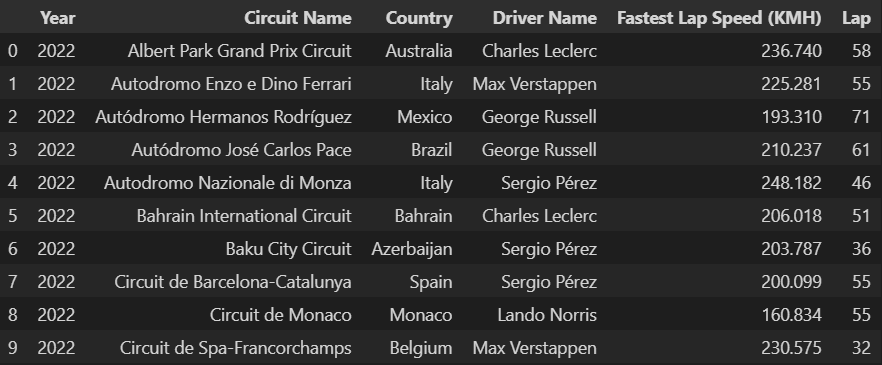 Year Circuit Name Country Driver Name Fastest Lap Speed (KMH) Lap
0 2022 Albert Park Grand Prix Circuit Australia Charles Leclerc 236.740 58
1 2022 Autodromo Enzo e Dino Ferrari Italy Max Verstappen 225.281 55
2 2022 Autódromo Hermanos Rodríguez Mexico George Russell 193.310 71
3 2022 Autódromo José Carlos Pace Brazil George Russell 210.237 61
4 2022 Autodromo Nazionale di Monza Italy Sergio Pérez 248.182 46
5 2022 Bahrain International Circuit Bahrain Charles Leclerc 206.018 51
6 2022 Baku City Circuit Azerbaijan Sergio Pérez 203.787 36
7 2022 Circuit de Barcelona-Catalunya Spain Sergio Pérez 200.099 55
8 2022 Circuit de Monaco Monaco Lando Norris 160.834 55
9 2022 Circuit de Spa-Francorchamps Belgium Max Verstappen 230.575 32